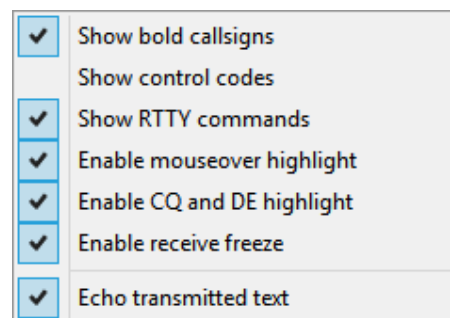 Show bold callsigns
Show control codes
Show RTTY commands
Enable mouseover highlight
Enable CQ and DE highlight
Enable receive freeze
Echo transmitted text